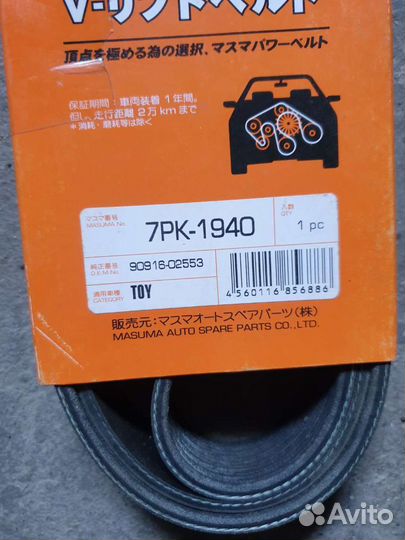 V-リブドベルト
頂点を極める為の選択、マスマパワーベルト
保証期間:車両装着1年間。
但し、走行距離2万kmまで
*消耗・磨耗等は除く
マスマ番号
MASUMA No.
7PK-1940
入数
QTY
1 pc
純正番号
O.E.M.No.
90916-02553
適用車種
CATEGORY
TOY
4560116 856886
販売元:マスマオートスペアパーツ(株)
MASUMA AUTO SPARE PARTS CO.,LTD.
Avito